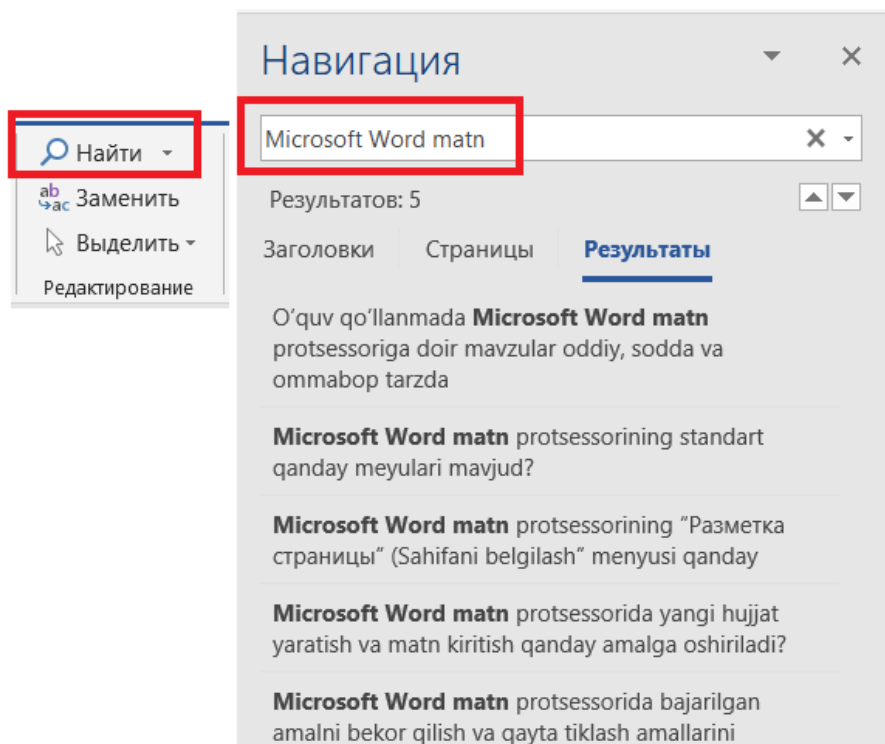 Найти
ab
ac Заменить
Выделить
Редактирование
Навигация
Microsoft Word matn
Результатов: 5
Заголовки Страницы Результаты
O’quv qo’llanmada Microsoft Word matn
protsessoriga doir mavzular oddiy, sodda va
ommabop tarzda
Microsoft Word matn protsessorining standart
qanday meyulari mavjud?
Microsoft Word matn protsessorining “Разметка
страницы” (Sahifani belgilash” menyusi qanday
Microsoft Word matn protsessorida yangi hujjat
yaratish va matn kiritish qanday amalga oshiriladi?
Microsoft Word matn protsessorida bajarilgan
amalni bekor qilish va qayta tiklash amallarini